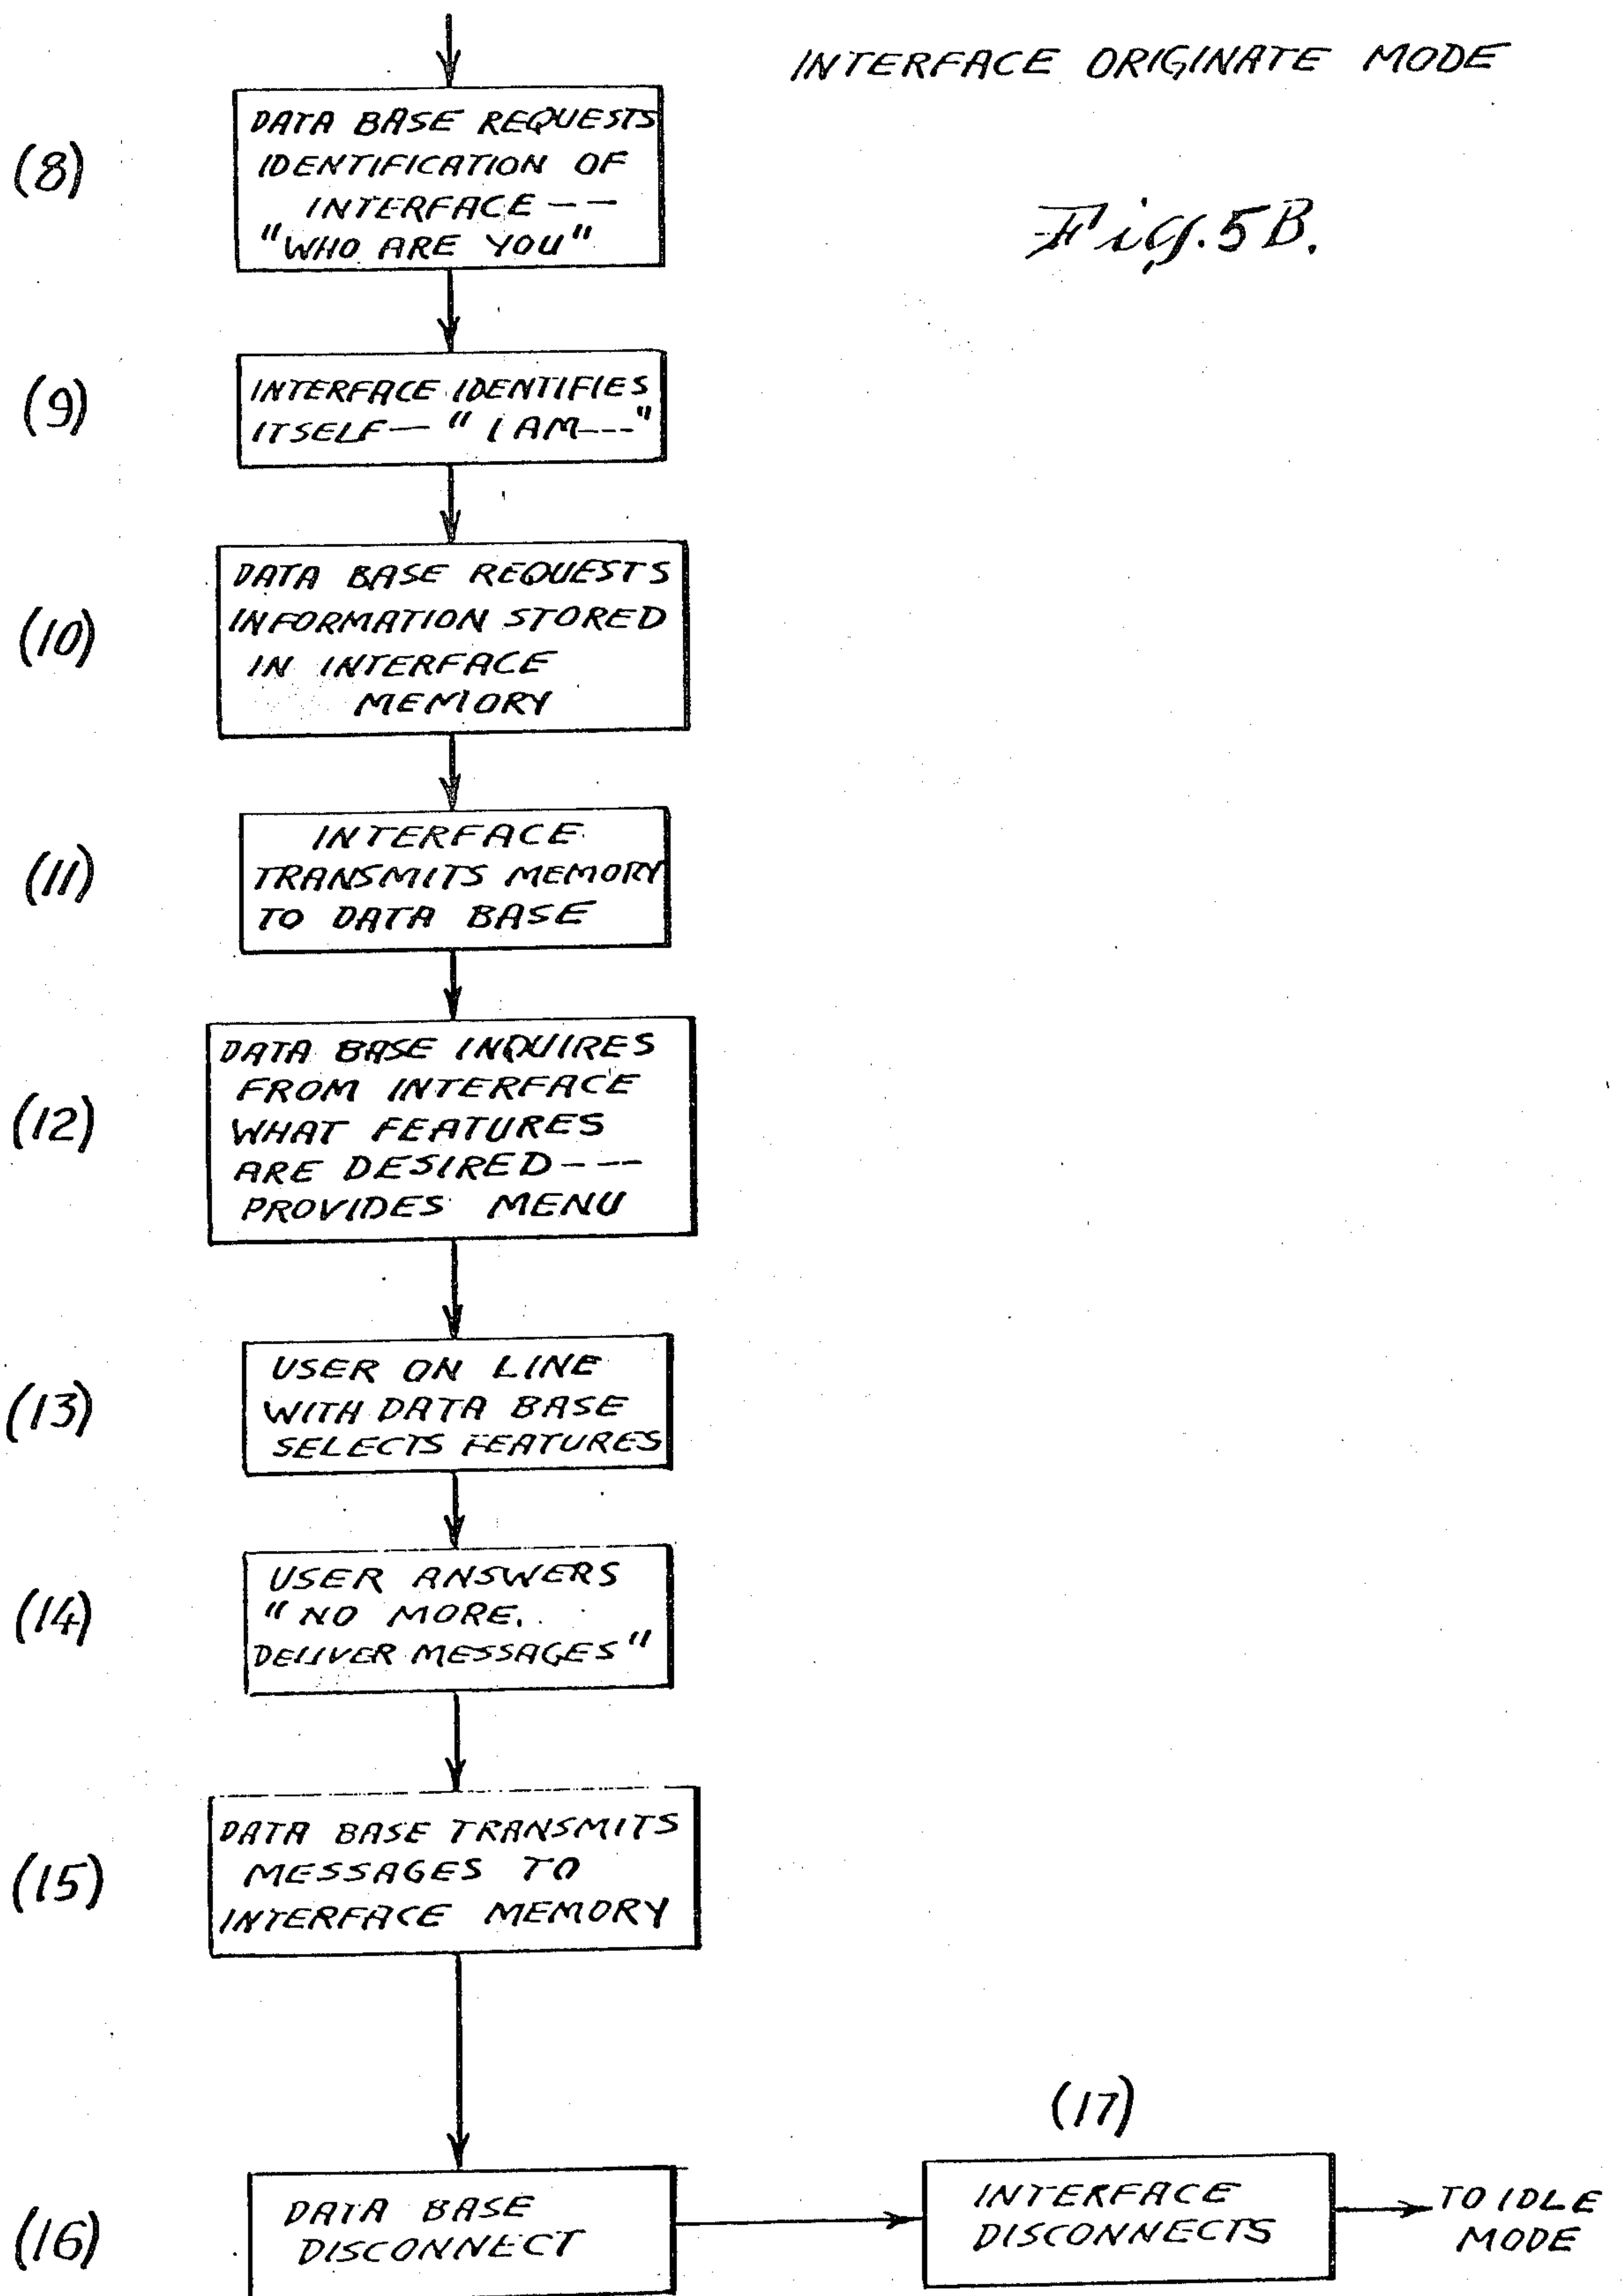 INTERFACE ORIGINATE MODE
Fig. 5B.
(8)
DATA BASE REQUESTS
IDENTIFICATION OF
INTERFACE --
"WHO ARE YOU"
(9)
INTERFACE IDENTIFIES
ITSELF— "I AM---"
(10)
DATA BASE REQUESTS
INFORMATION STORED
IN INTERFACE
MEMORY
(11)
INTERFACE
TRANSMITS MEMORY
TO DATA BASE
(12)
DATA BASE INQUIRES
FROM INTERFACE
WHAT FEATURES
ARE DESIRED---
PROVIDES MENU
(13)
USER ON LINE
WITH DATA BASE
SELECTS FEATURES
(14)
USER ANSWERS
"NO MORE.
DELIVER MESSAGES"
(15)
DATA BASE TRANSMITS
MESSAGES TO
INTERFACE MEMORY
(16)
DATA BASE
DISCONNECT
(17)
INTERFACE
DISCONNECTS
TO IDLE
MODE